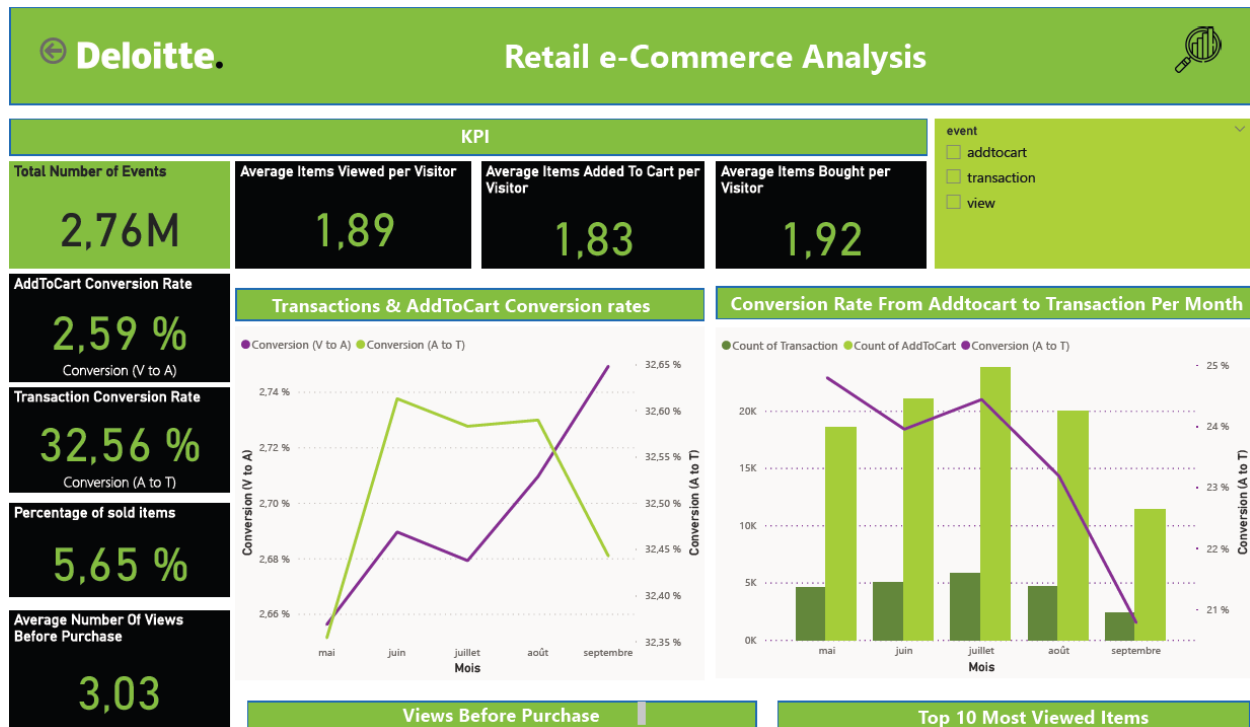 Deloitte.
Retail e-Commerce Analysis
KPI
event
addtocart
transaction
view
Total Number of Events
2,76M
Average Items Viewed per Visitor
1,89
Average Items Added To Cart per
Visitor
1,83
Average Items Bought per
Visitor
1,92
AddToCart Conversion Rate
2,59 %
Conversion (V to A)
Transaction Conversion Rate
32,56 %
Conversion (A to T)
Percentage of sold items
5,65 %
Average Number Of Views
Before Purchase
3,03
Transactions & AddToCart Conversion rates
Conversion (V to A) Conversion (A to T)
Conversion (V to A)
2,74 %
2,72 %
2,70 %
2,68 %
2,66 %
32,65 %
32,60 %
32,55 %
32,50 %
32,45 %
32,40 %
32,35 %
Conversion (A to T)
mai juin juillet août septembre
Mois
Conversion Rate From Addtocart to Transaction Per Month
Count of Transaction Count of AddToCart Conversion (A to T)
20K
15K
10K
5K
0K
25 %
24 %
23 %
22 %
21 %
Conversion (A to T)
mai juin juillet août septembre
Mois
Views Before Purchase
Top 10 Most Viewed Items